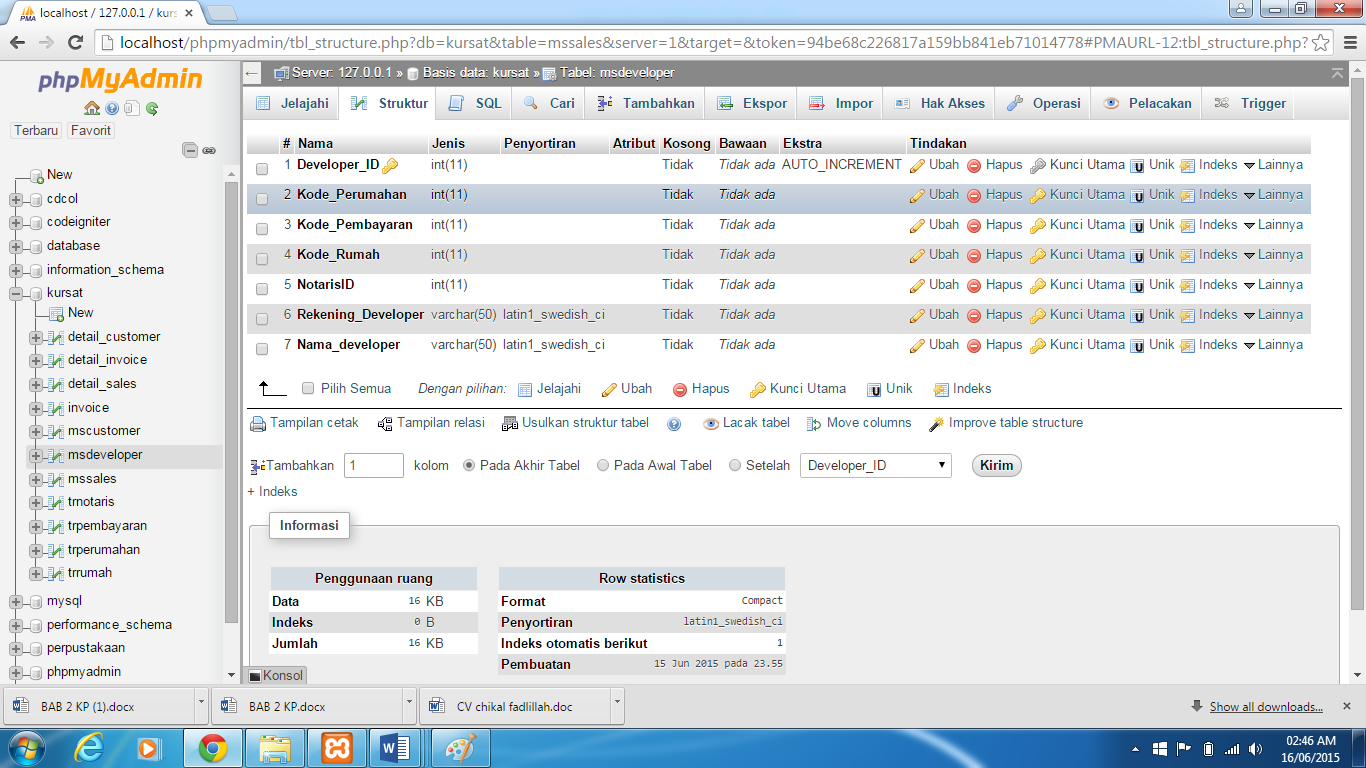 localhost / 127.0.0.1 / kurs
localhost/phpmyadmin/tbl_structure.php?db=kursat&table=mssales&server=1&target=&token=94be68c226817a159bb841eb71014778#PMAURL-12:tbl_structure.php?
phpMyAdmin
Terbaru Favorit
New
cdcol
codeigniter
database
information_schema
kursat
New
detail_customer
detail_invoice
detail_sales
invoice
mscustomer
msdeveloper
mssales
trnotaris
trpembayaran
trperumahan
trrumah
mysql
performance_schema
perpustakaan
phpmyadmin
Server: 127.0.0.1 » Basis data: kursat » Tabel: msdeveloper
Jelajahi Struktur SQL Cari Tambahkan Ekspor Impor Hak Akses Operasi Pelacakan Trigger
# Nama Jenis Penyortiran Atribut Kosong Bawaan Ekstra Tindakan
1 Developer_ID int(11) Tidak Tidak ada AUTO_INCREMENT Ubah Hapus Kunci Utama Unik Indeks Lainnya
2 Kode_Perumahan int(11) Tidak Tidak ada Ubah Hapus Kunci Utama Unik Indeks Lainnya
3 Kode_Pembayaran int(11) Tidak Tidak ada Ubah Hapus Kunci Utama Unik Indeks Lainnya
4 Kode_Rumah int(11) Tidak Tidak ada Ubah Hapus Kunci Utama Unik Indeks Lainnya
5 NotarisID int(11) Tidak Tidak ada Ubah Hapus Kunci Utama Unik Indeks Lainnya
6 Rekening_Developer varchar(50) latin1_swedish_ci Tidak Tidak ada Ubah Hapus Kunci Utama Unik Indeks Lainnya
7 Nama_developer varchar(50) latin1_swedish_ci Tidak Tidak ada Ubah Hapus Kunci Utama Unik Indeks Lainnya
Pilih Semua Dengan pilihan: Jelajahi Ubah Hapus Kunci Utama Unik Indeks
Tampilan cetak Tampilan relasi Usulkan struktur tabel Lacak tabel Move columns Improve table structure
Tambahkan 1 kolom Pada Akhir Tabel Pada Awal Tabel Setelah Developer_ID Kirim
+ Indeks
Informasi
Penggunaan ruang
Data 16 KB
Indeks 0 B
Jumlah 16 KB
Row statistics
Format Compact
Penyortiran latin1_swedish_ci
Indeks otomatis berikut 1
Pembuatan 15 Jun 2015 pada 23.55
Konsol
BAB 2 KP (1).docx BAB 2 KP.docx CV chikal fadlillah.doc Show all downloads...
02:46 AM
16/06/2015